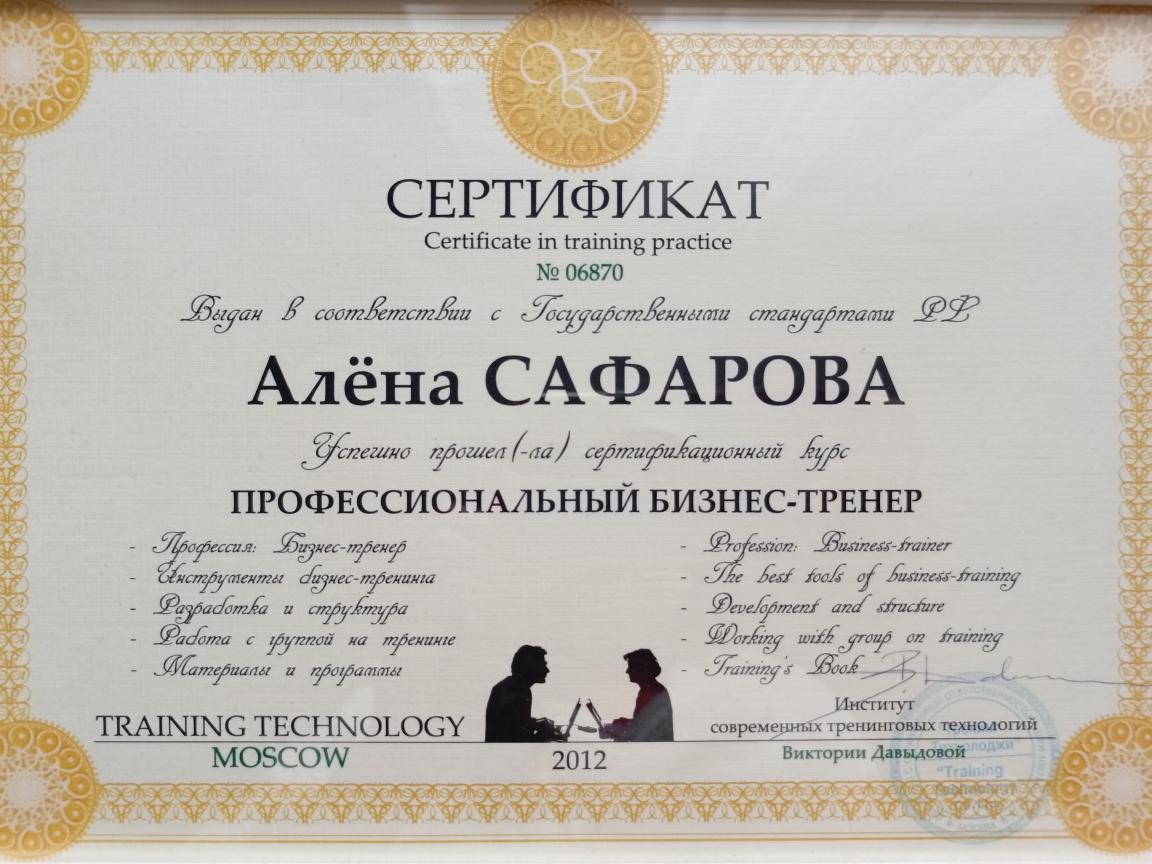 СЕРТИФИКАТ
Certificate in training practice
№ 06870
Выдан в соответствии с Государственными стандартами РФ
Алёна САФАРОВА
Успешно прошел(-ла) сертификационный курс
ПРОФЕССИОНАЛЬНЫЙ БИЗНЕС-ТРЕНЕР
- Профессия: Бизнес-тренер
- Инструменты бизнес-тренинга
- Разработка и структура
- Работа с группой на тренинге
- Материалы и программы
- Profession: Business-trainer
- The best tools of business-training
- Development and structure
- Working with group on training
- Training's Book
TRAINING TECHNOLOGY
MOSCOW
2012
Институт
современных тренинговых технологий
Виктории Давыдовой
Технолоджи
"Training
Technology